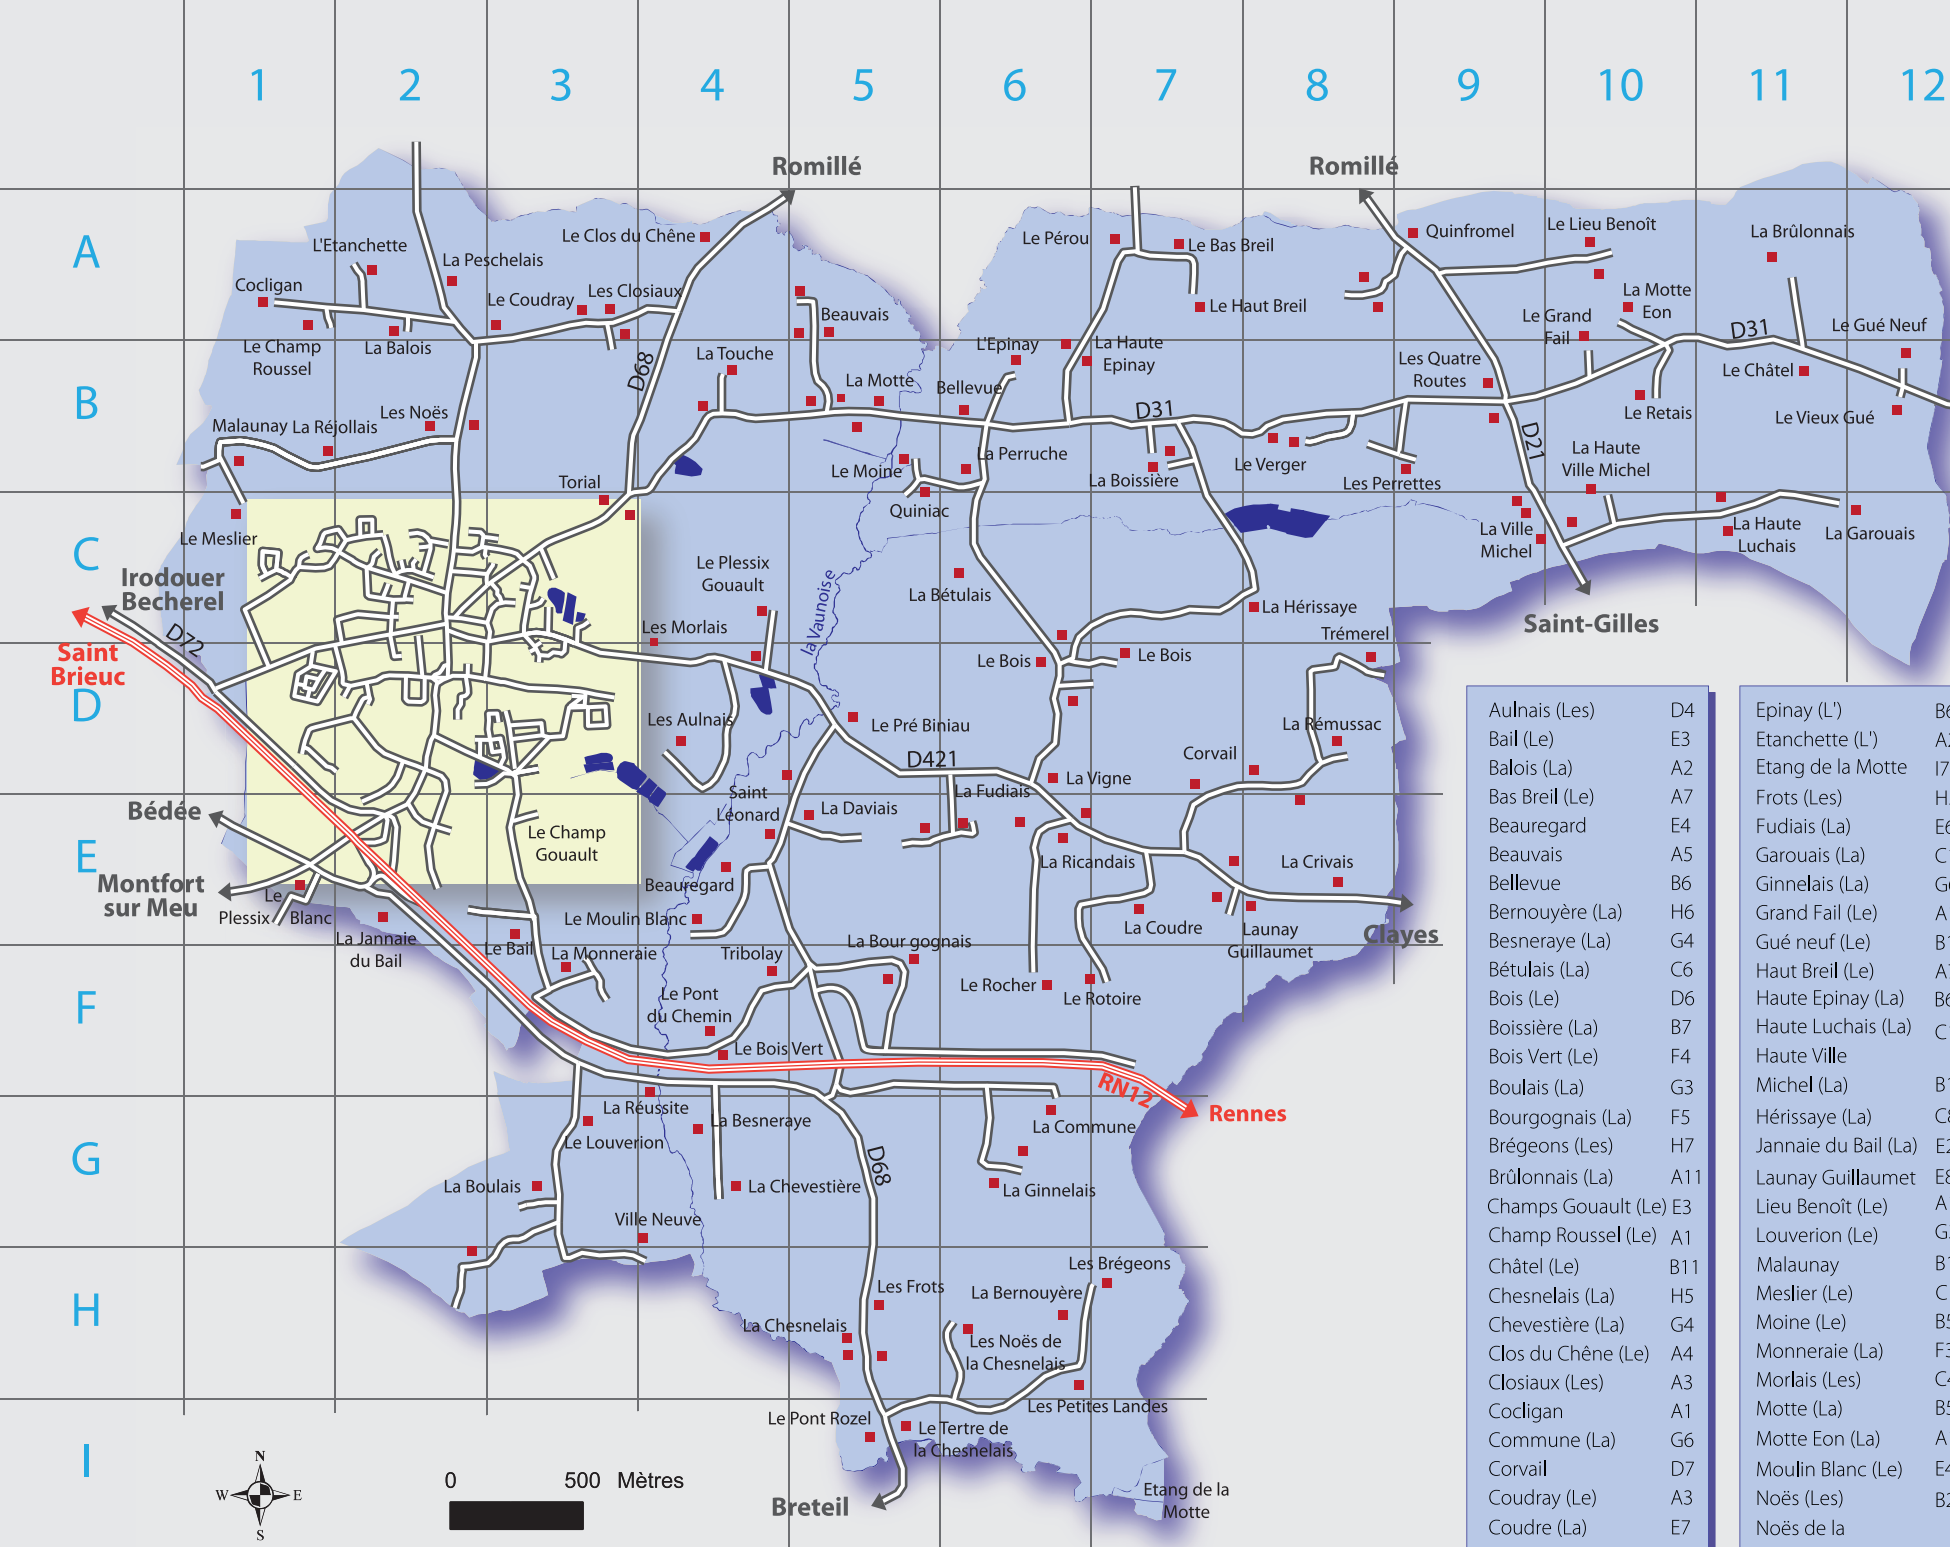 1 2 3 4 5 6 7 8 9 10 11 12
A
B
C
D
E
F
G
H
I
Romillé
Romillé
Le Clos du Chêne
L'Etanchette
La Peschelais
Cocligan
Le Coudray
Les Closiaux
Le Champ
Roussel
La Balois
Beauvais
Le Pérou
Le Bas Breil
Le Haut Breil
Quinfromel
Le Lieu Benoît
La Brûlonnais
La Motte
Eon
Le Grand
Fail
D31
Le Gué Neuf
D68
La Touche
La Motte
L'Epinay
La Haute
Epinay
Bellevue
Les Quatre
Routes
Le Châtel
Le Retais
Le Vieux Gué
Malaunay
La Réjollais
Les Noës
D31
D21
La Haute
Ville Michel
Torial
Le Moine
La Perruche
La Boissière
Le Verger
Les Perrettes
Quiniac
Le Meslier
La Ville
Michel
La Haute
Luchais
La Garouais
Irodouer
Becherel
Le Plessix
Gouault
la Vaunoise
La Bétulais
La Hérissaye
Saint-Gilles
D72
Saint
Brieuc
Les Morlais
Le Bois
Le Bois
Trémerel
Les Aulnais
Le Pré Biniau
La Rémussac
D421
Corvail
La Vigne
La Fudiais
Bédée
Saint
Léonard
La Daviais
Le Champ
Gouault
La Ricandais
La Crivais
Montfort
sur Meu
Le
Plessix Blanc
Beauregard
Le Moulin Blanc
La Coudre
Launay
Guillaumet
Clayes
La Jannaie
du Bail
Le Bail
La Monneraie
Tribolay
La Bour gognais
Le Rocher
Le Rotoire
Le Pont
du Chemin
Le Bois Vert
RN12
Rennes
La Réussite
Le Louverion
La Besneraye
La Commune
D68
La Boulais
La Chevestière
La Ginnelais
Ville Neuve
Les Brégeons
Les Frots
La Bernouyère
La Chesnelais
Les Noës de
la Chesnelais
Les Petites Landes
Le Pont Rozel
Le Tertre de
la Chesnelais
Breteil
Etang de la
Motte
N
W E
S
0 500 Mètres
Aulnais (Les) D4
Bail (Le) E3
Balois (La) A2
Bas Breil (Le) A7
Beauregard E4
Beauvais A5
Bellevue B6
Bernouyère (La) H6
Besneraye (La) G4
Bétulais (La) C6
Bois (Le) D6
Boissière (La) B7
Bois Vert (Le) F4
Boulais (La) G3
Bourgognais (La) F5
Brégeons (Les) H7
Brûlonnais (La) A11
Champs Gouault (Le) E3
Champ Roussel (Le) A1
Châtel (Le) B11
Chesnelais (La) H5
Chevestière (La) G4
Clos du Chêne (Le) A4
Closiaux (Les) A3
Cocligan A1
Commune (La) G6
Corvail D7
Coudray (Le) A3
Coudre (La) E7
Epinay (L') B6
Etanchette (L') A2
Etang de la Motte I7
Frots (Les) H
Fudiais (La) E6
Garouais (La) C
Ginnelais (La) G
Grand Fail (Le) A
Gué neuf (Le) B1
Haut Breil (Le) A
Haute Epinay (La) B6
Haute Luchais (La) C
Haute Ville
Michel (La) B1
Hérissaye (La) C8
Jannaie du Bail (La) E2
Launay Guillaumet E8
Lieu Benoît (Le) A
Louverion (Le) G
Malaunay B1
Meslier (Le) C
Moine (Le) B5
Monneraie (La) F3
Morlais (Les) C4
Motte (La) B5
Motte Eon (La) A
Moulin Blanc (Le) E4
Noës (Les) B2
Noës de la